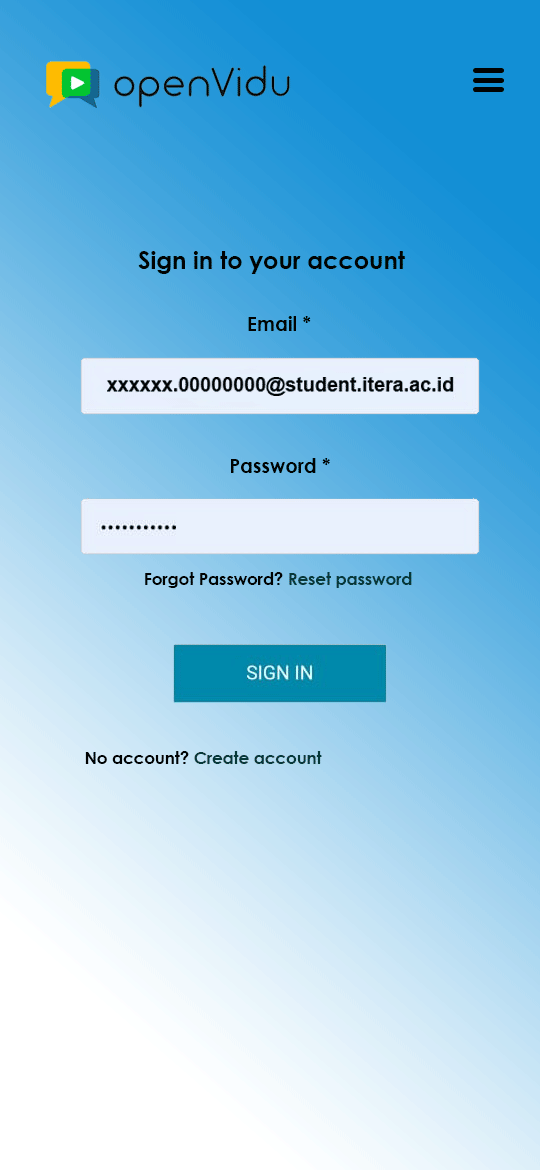 openVidu
Sign in to your account
Email *
xxxxxx.00000000@student.itera.ac.id
Password *
•••••••••••
Forgot Password? Reset password
SIGN IN
No account? Create account